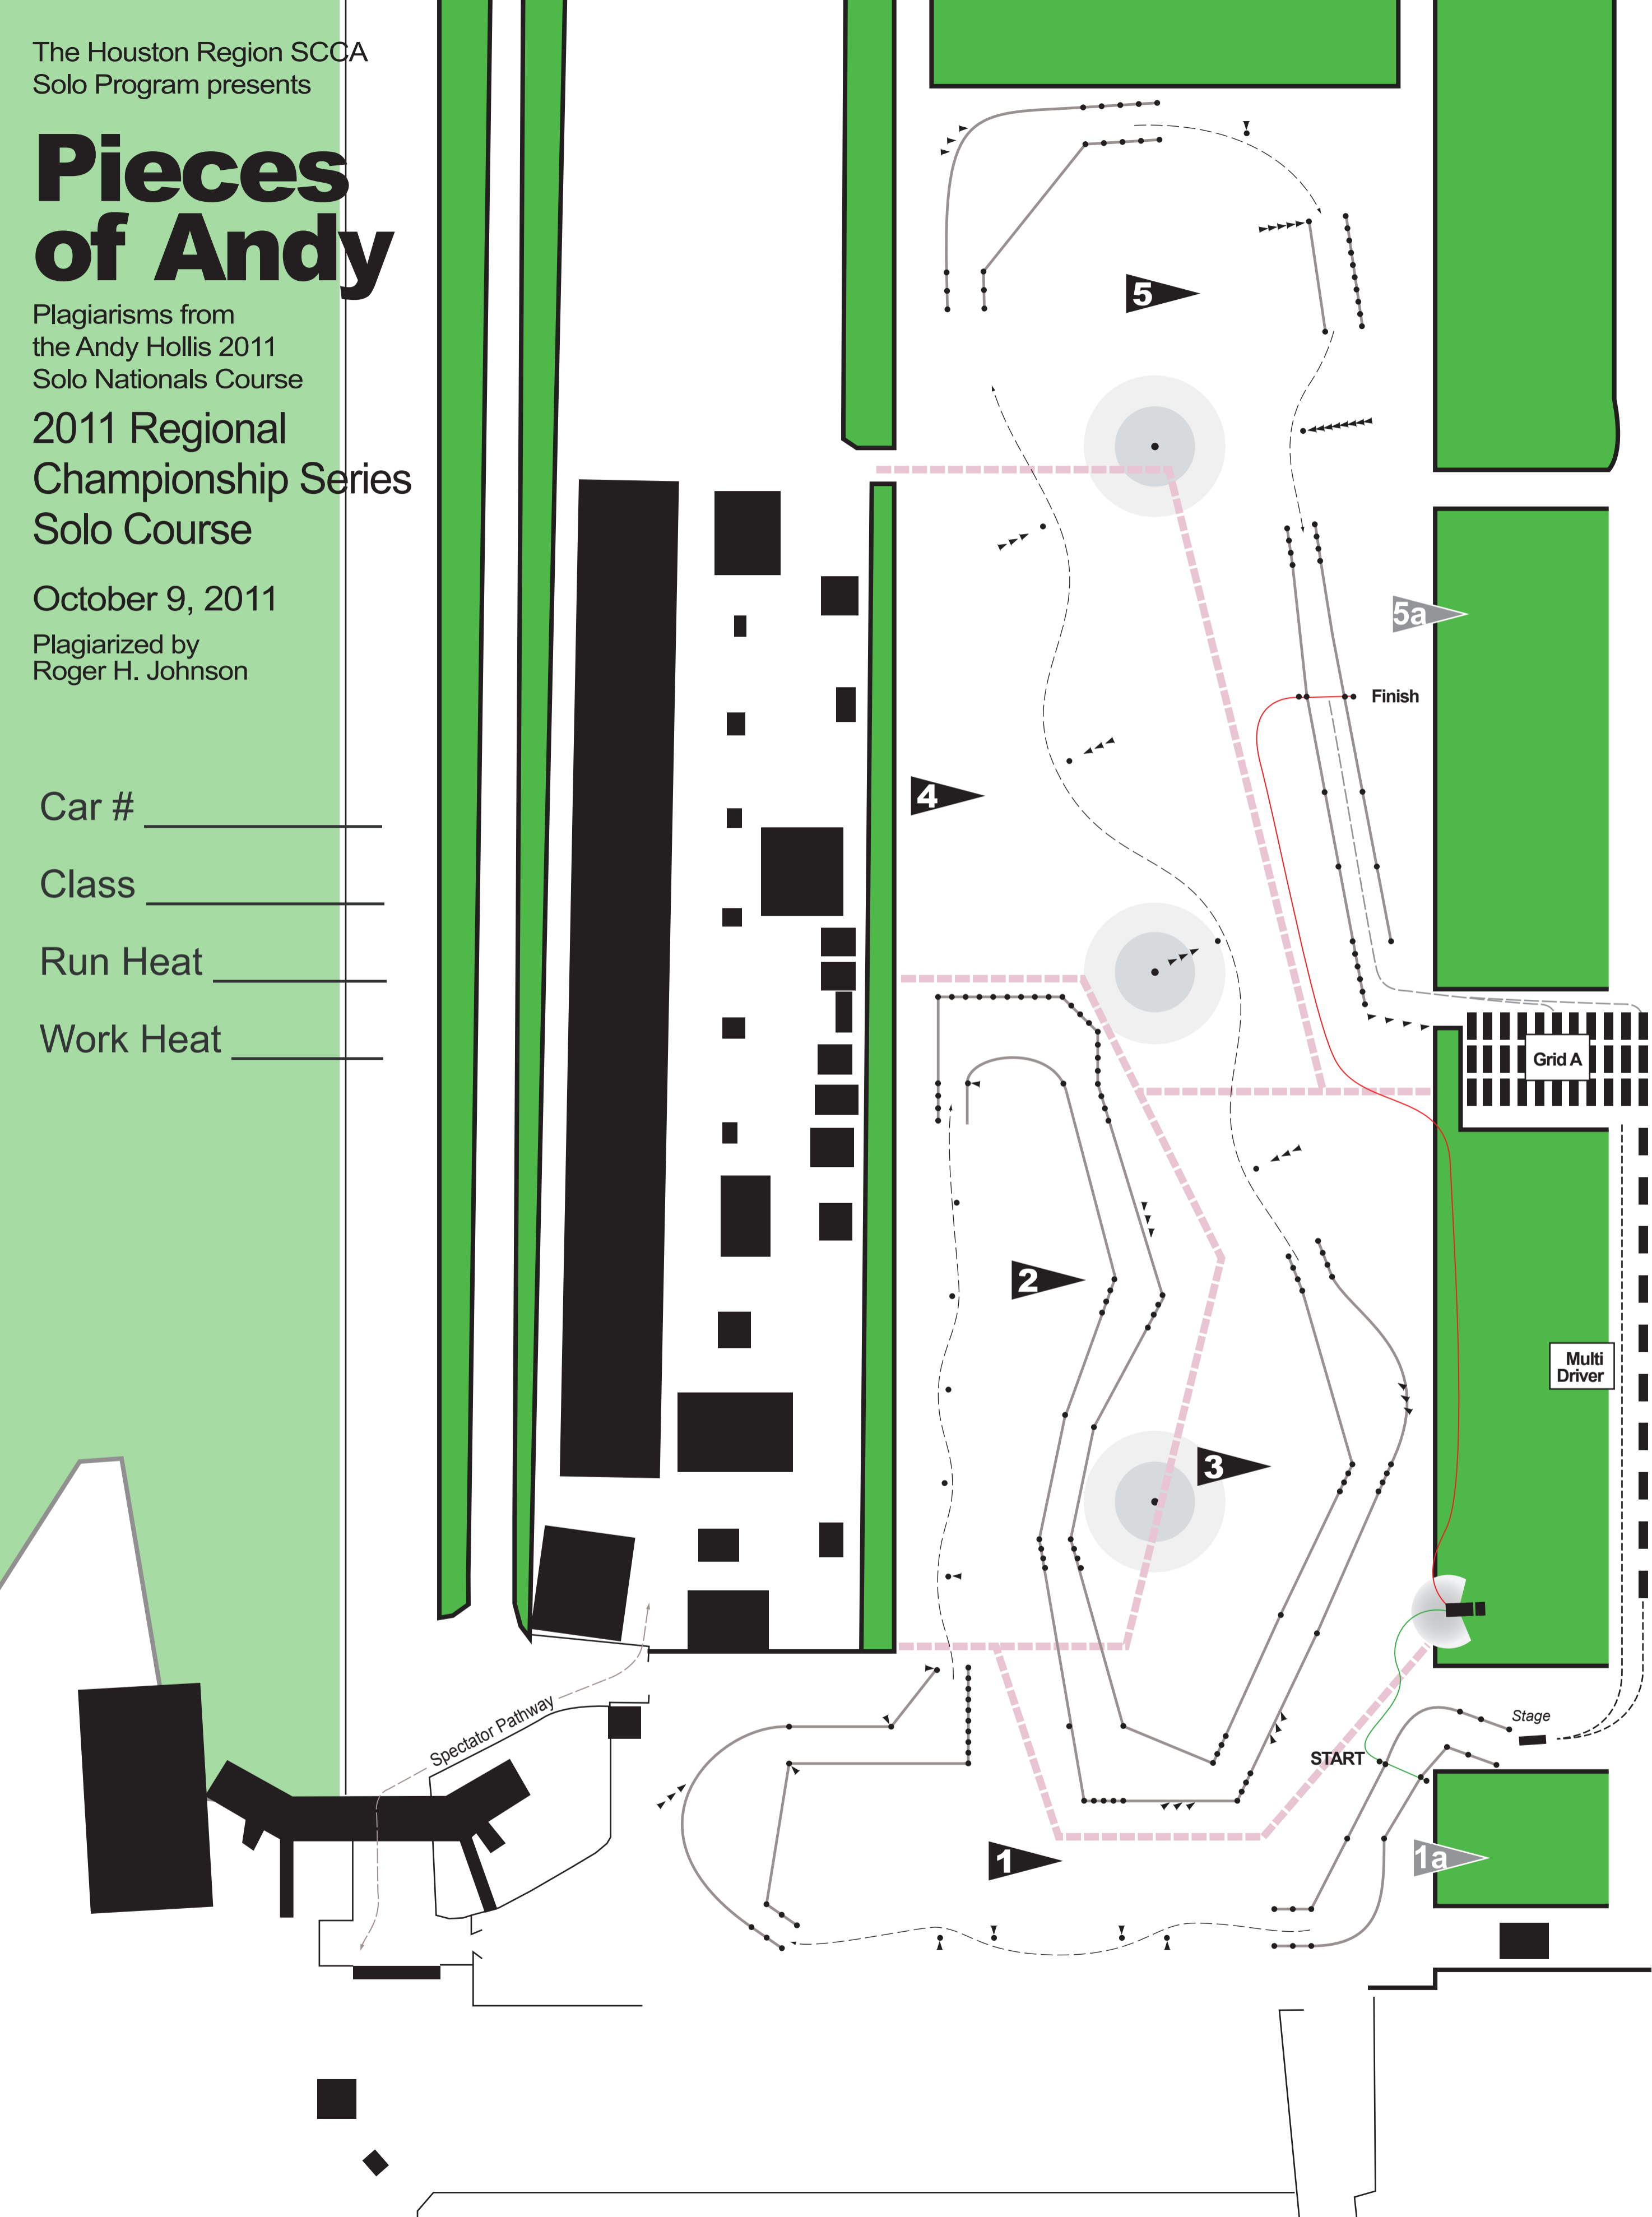 The Houston Region SCCA
Solo Program presents
Pieces
of Andy
Plagiarisms from
the Andy Hollis 2011
Solo Nationals Course
2011 Regional
Championship Series
Solo Course
October 9, 2011
Plagiarized by
Roger H. Johnson
Car #
Class
Run Heat
Work Heat
5
5a
Finish
4
Grid A
2
Multi
Driver
3
Spectator Pathway
Stage
START
1
1a